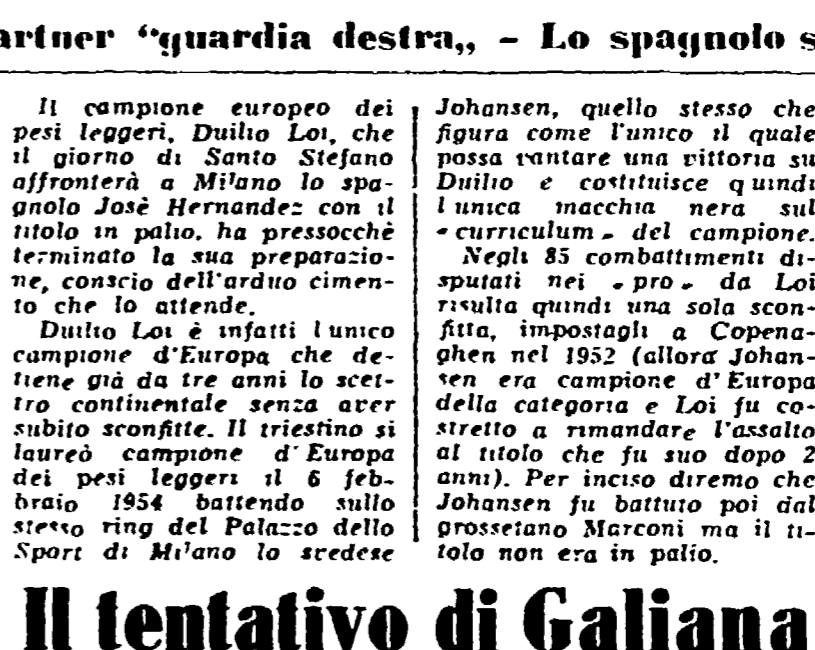 artner “guardia destra„ - Lo spagnolo s
Il campione europeo dei
pesi leggeri, Duilio Loi, che
il giorno di Santo Stefano
affronterà a Milano lo spa-
gnolo Josè Hernandez con il
titolo in palio, ha pressocchè
terminato la sua preparazio-
ne, conscio dell'arduo cimen-
to che lo attende.
Duilio Loi è infatti l unico
campione d'Europa che de-
tiene già da tre anni lo scet-
tro continentale senza aver
subito sconfitte. Il triestino si
laureò campione d'Europa
dei pesi leggeri il 6 feb-
braio 1954 battendo sullo
stesso ring del Palazzo dello
Sport di Milano lo svedese
Johansen, quello stesso che
figura come l'unico il quale
possa vantare una vittoria su
Duilio e costituisce quindi
l unica macchia nera sul
« curriculum » del campione.
Negli 85 combattimenti di-
sputati nei « pro » da Loi
risulta quindi una sola scon-
fitta, impostagli a Copena-
ghen nel 1952 (allora Johan-
sen era campione d'Europa
della categoria e Loi fu co-
stretto a rimandare l'assalto
al titolo che fu suo dopo 2
anni). Per inciso diremo che
Johansen fu battuto poi dal
grossetano Marconi ma il ti-
tolo non era in palio.
Il tentativo di Galiana